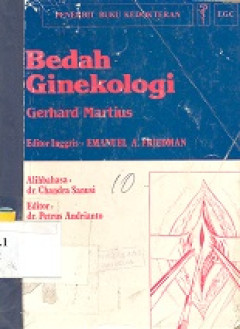 PENERBIT BUKU KEDOKTERAN
EGC
Bedah
Ginekologi
Gerhard Martius
Editor Inggris - EMANUEL A. FRIEDMAN
Alihbahasa -
dr. Chandra Sanusi
10-
Editor -
dr. Petrus Andrianto
.1